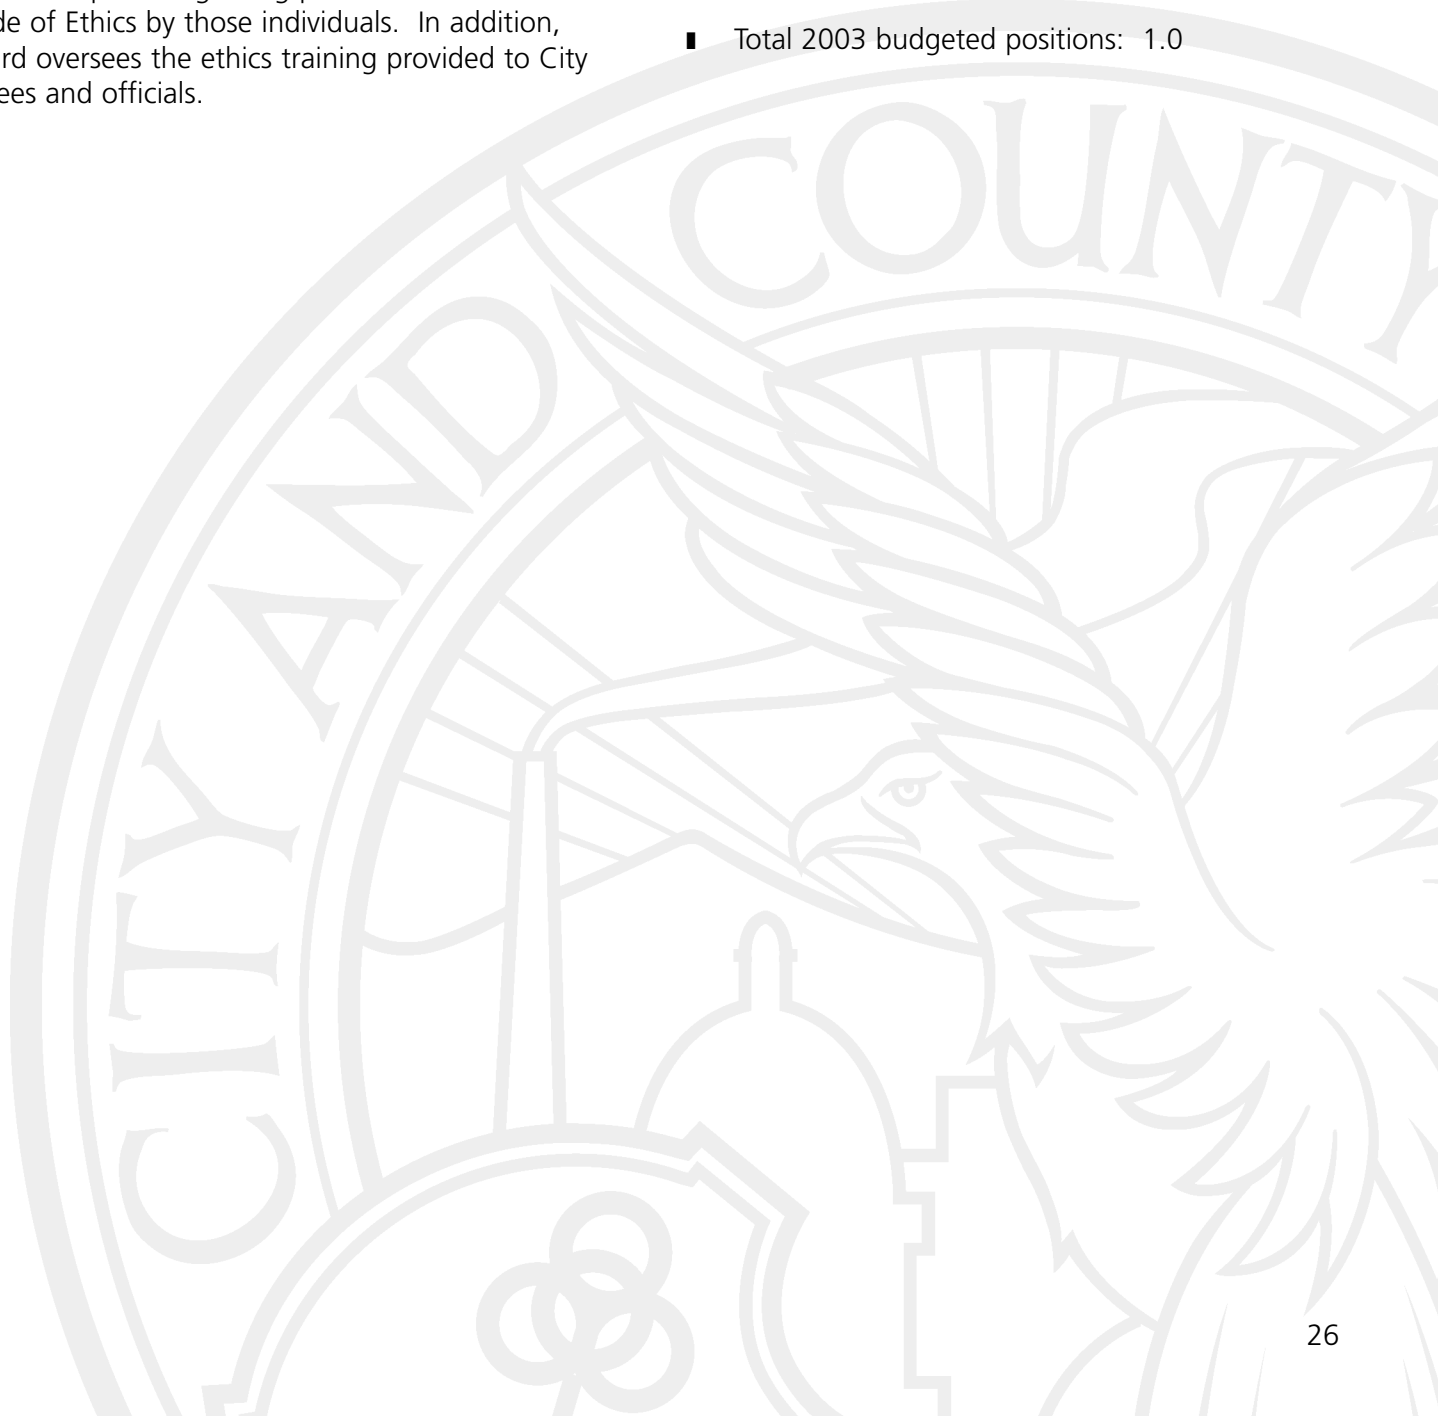 de of Ethics by those individuals.  In addition,
rd oversees the ethics training provided to City
ees and officials.
Total 2003 budgeted positions:  1.0
CITY AND COUNTY
26